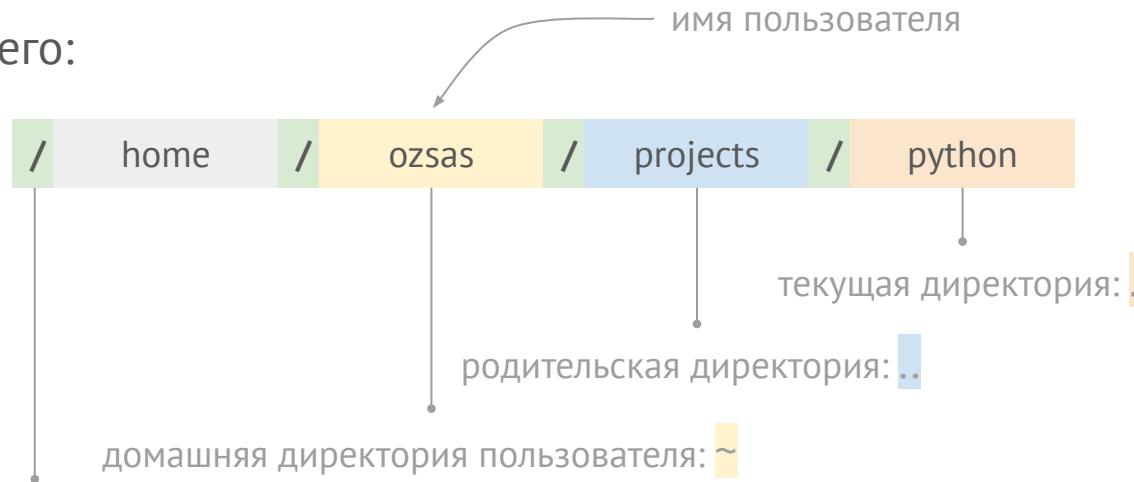 имя пользователя
его:
/ home / ozsas / projects / python
текущая директория: .
родительская директория: ..
домашняя директория пользователя: ~